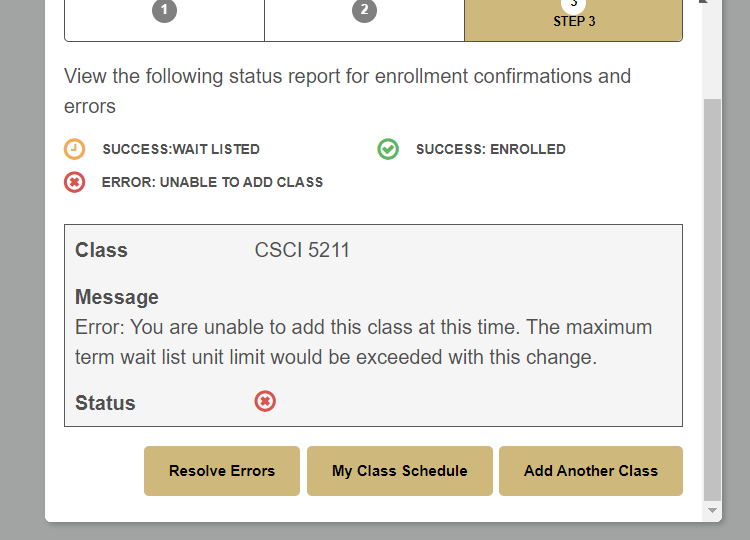 1
2
3
STEP 3
View the following status report for enrollment confirmations and
errors
SUCCESS:WAIT LISTED
SUCCESS: ENROLLED
ERROR: UNABLE TO ADD CLASS
Class CSCI 5211
Message
Error: You are unable to add this class at this time. The maximum
term wait list unit limit would be exceeded with this change.
Status
Resolve Errors
My Class Schedule
Add Another Class